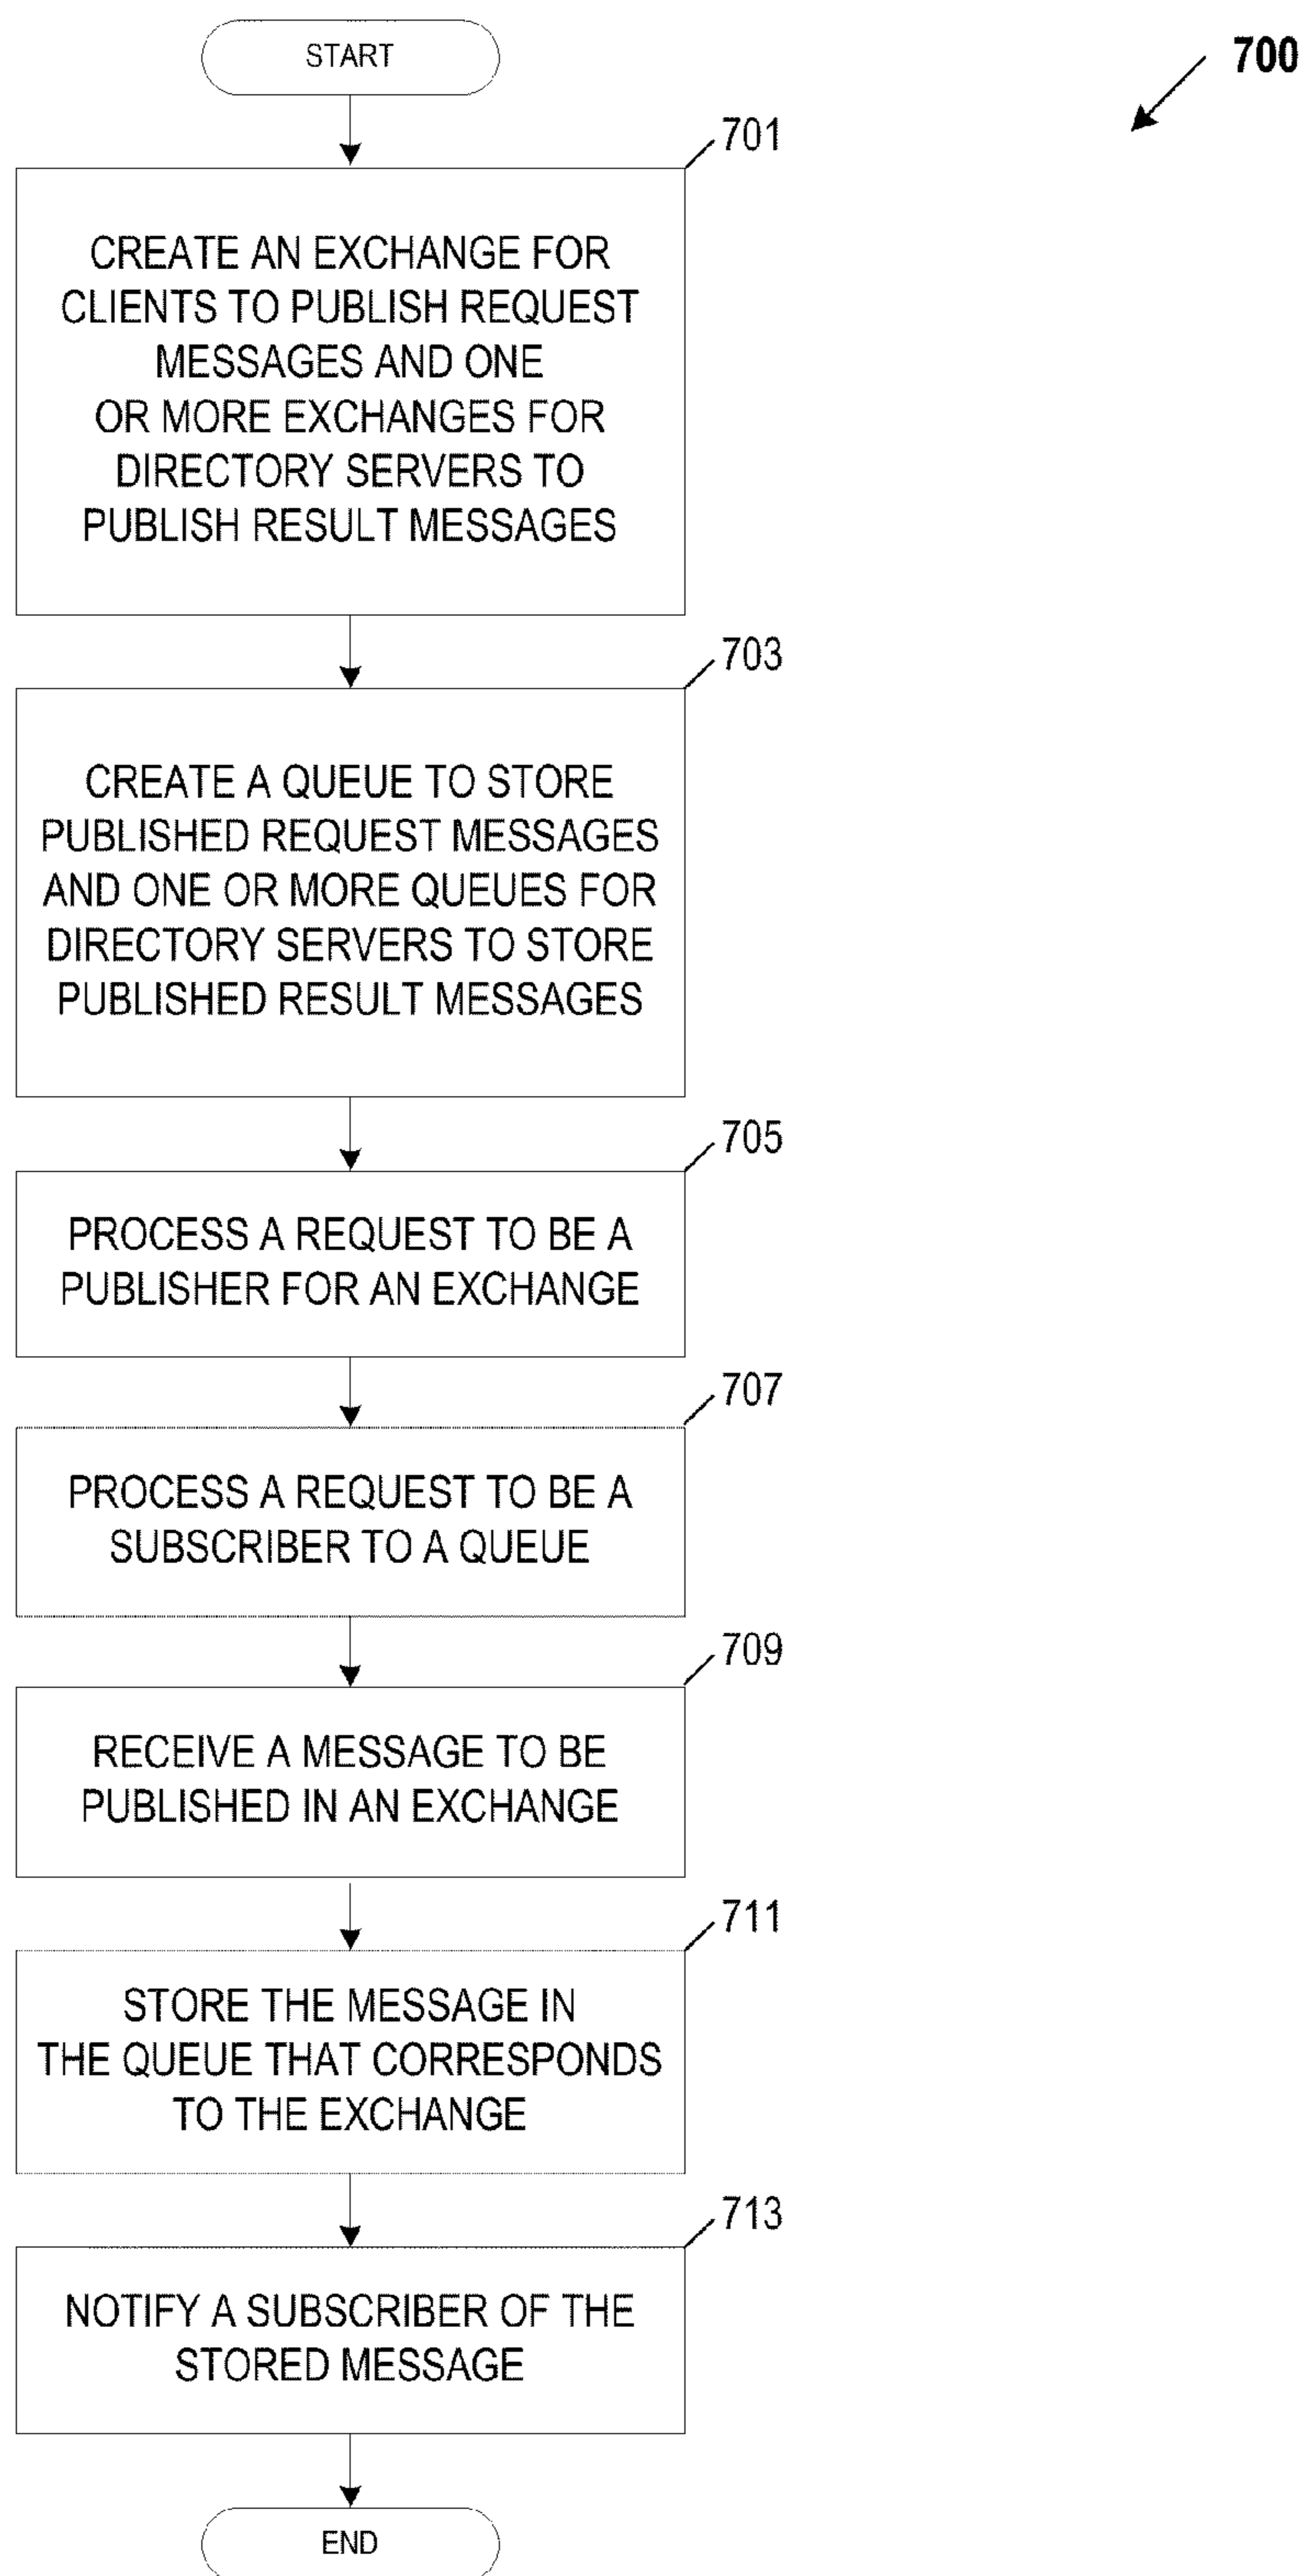 START
700
701
CREATE AN EXCHANGE FOR
CLIENTS TO PUBLISH REQUEST
MESSAGES AND ONE
OR MORE EXCHANGES FOR
DIRECTORY SERVERS TO
PUBLISH RESULT MESSAGES
703
CREATE A QUEUE TO STORE
PUBLISHED REQUEST MESSAGES
AND ONE OR MORE QUEUES FOR
DIRECTORY SERVERS TO STORE
PUBLISHED RESULT MESSAGES
705
PROCESS A REQUEST TO BE A
PUBLISHER FOR AN EXCHANGE
707
PROCESS A REQUEST TO BE A
SUBSCRIBER TO A QUEUE
709
RECEIVE A MESSAGE TO BE
PUBLISHED IN AN EXCHANGE
711
STORE THE MESSAGE IN
THE QUEUE THAT CORRESPONDS
TO THE EXCHANGE
713
NOTIFY A SUBSCRIBER OF THE
STORED MESSAGE
END